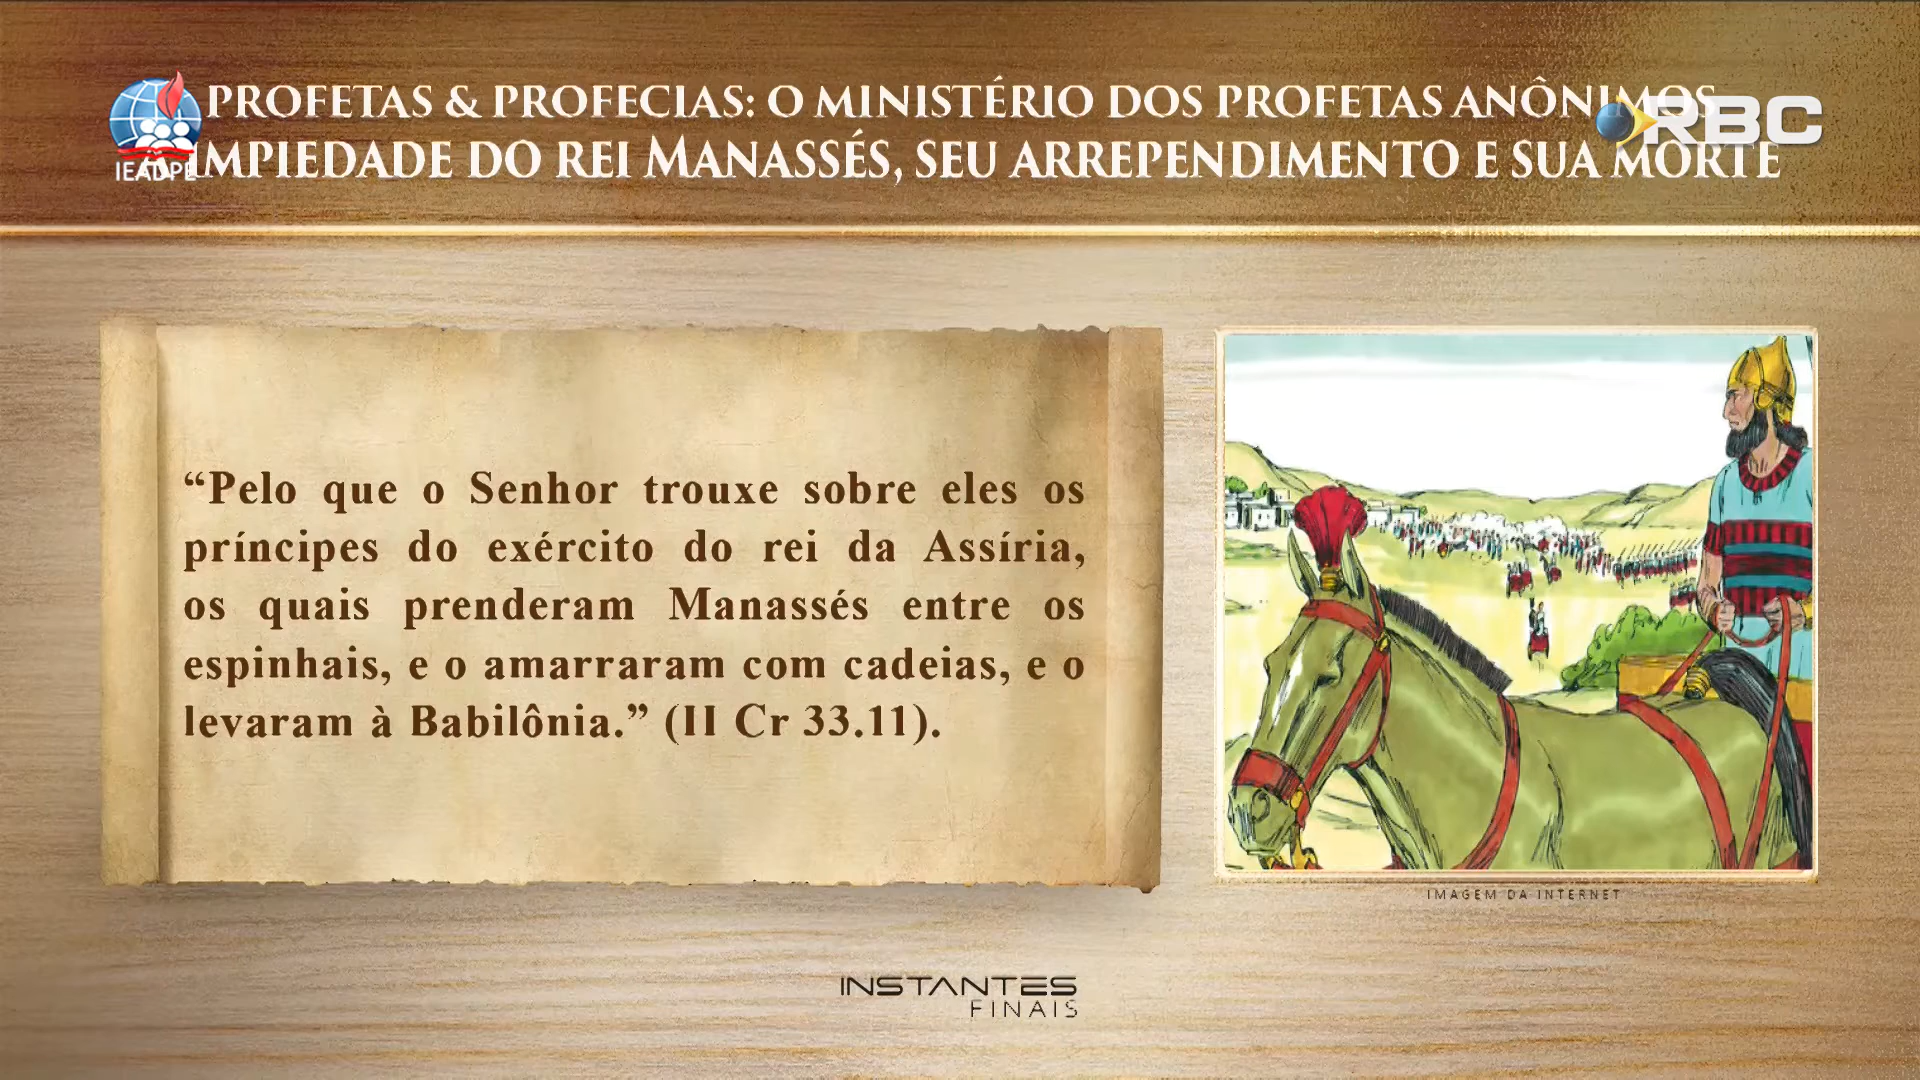 PROFETAS & PROFECIAS: O MINISTÉRIO DOS PROFETAS ANÔNIMOS
IMPIEDADE DO REI MANASSÉS, SEU ARREPENDIMENTO E SUA MORTE
IEADPE
RBC
“Pelo que o Senhor trouxe sobre eles os
príncipes do exército do rei da Assíria,
os quais prenderam Manassés entre os
espinhais, e o amarraram com cadeias, e o
levaram à Babilônia.” (II Cr 33.11).
IMAGEM DA INTERNET
INSTANTES
FINAIS